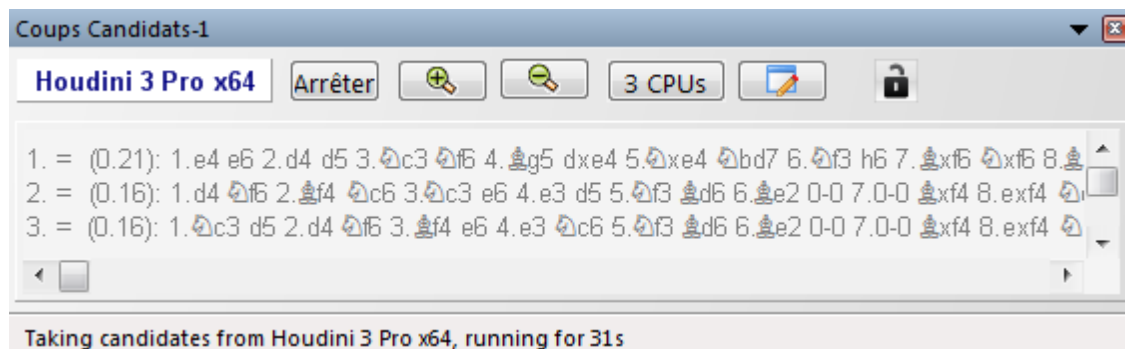 Coups Candidats-1
Houdini 3 Pro x64 Arrêter 3 CPUs
1. = (0.21): 1.e4 e6 2.d4 d5 3.♘c3 ♘f6 4.♗g5 dxe4 5.♘xe4 ♘bd7 6.♘f3 h6 7.♗xf6 ♘xf6 8.♗
2. = (0.16): 1.d4 ♘f6 2.♗f4 ♘c6 3.♘c3 e6 4.e3 d5 5.♘f3 ♗d6 6.♗e2 0-0 7.0-0 ♗xf4 8.exf4 ♘
3. = (0.16): 1.♘c3 d5 2.d4 ♘f6 3.♗f4 e6 4.e3 ♘c6 5.♘f3 ♗d6 6.♗e2 0-0 7.0-0 ♗xf4 8.exf4 ♘
Taking candidates from Houdini 3 Pro x64, running for 31s